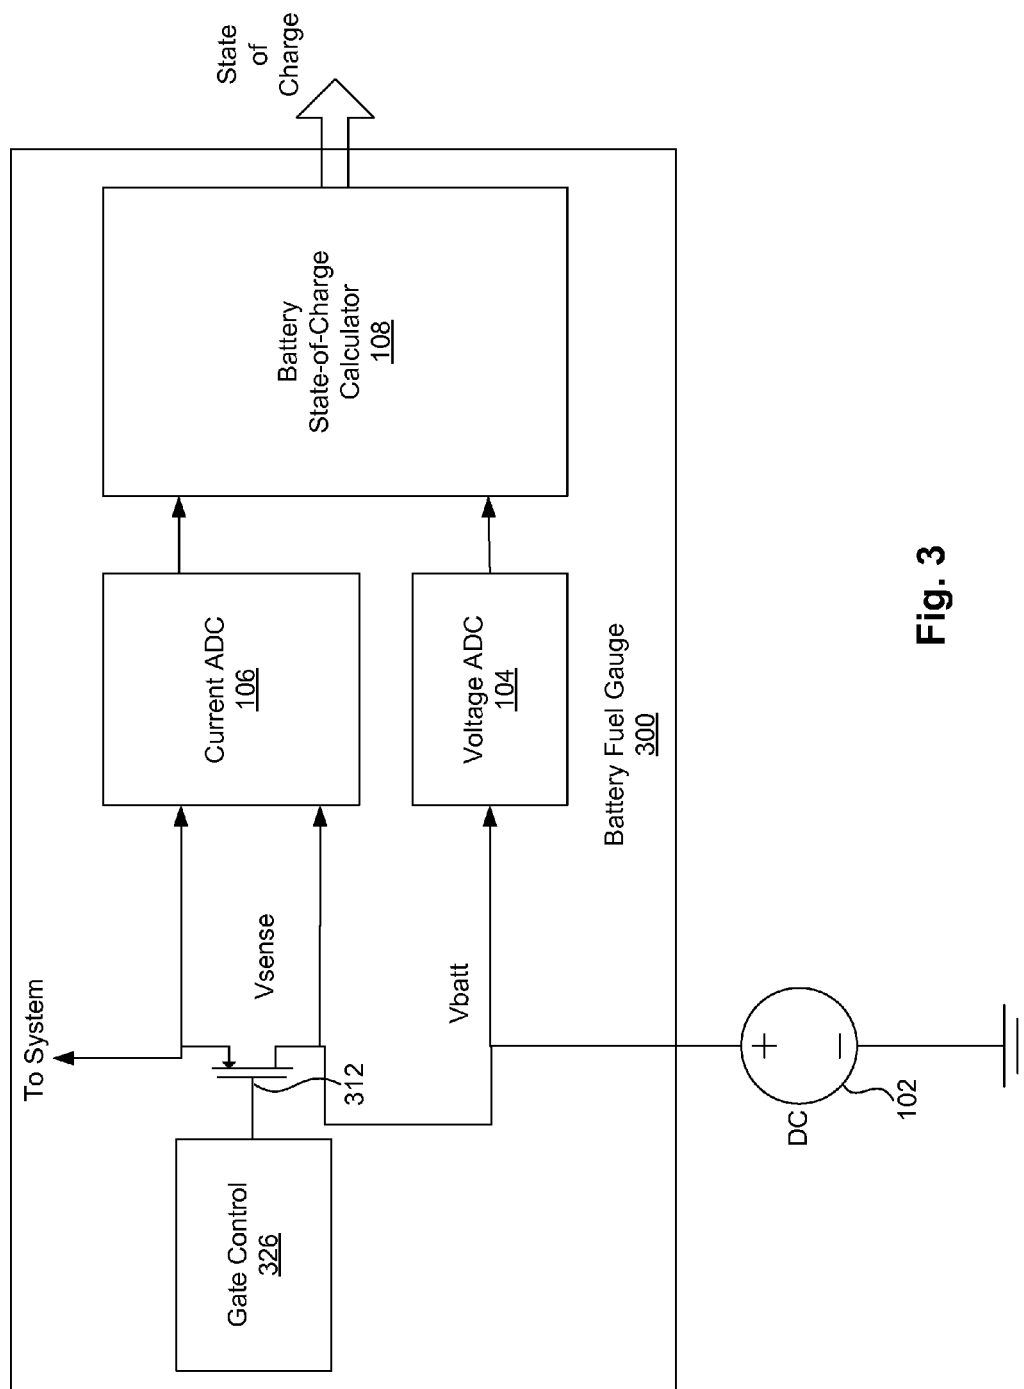 To System
State
of
Charge
Gate Control
326
312
Vsense
Vbatt
Current ADC
106
Voltage ADC
104
Battery
State-of-Charge
Calculator
108
Battery Fuel Gauge
300
DC
+
−
102
Fig. 3